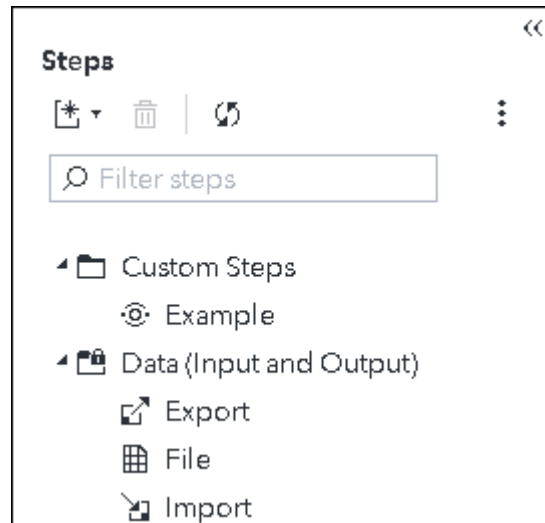 Steps
Filter steps
Custom Steps
Example
Data (Input and Output)
Export
File
Import